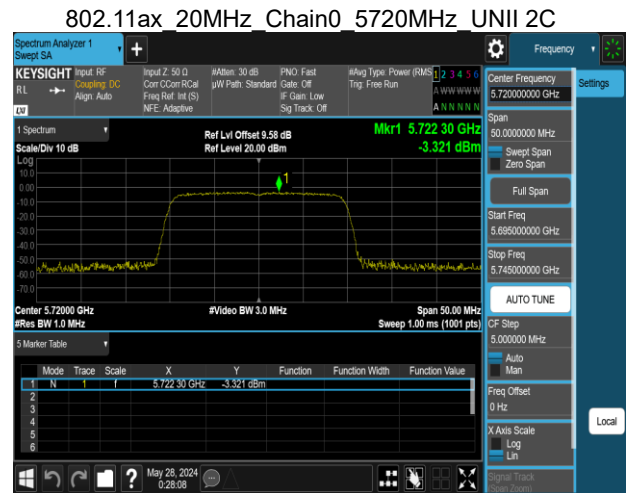 802.11ax_20MHz_Chain0_5720MHz_UNII 2C
Spectrum Analyzer 1
Swept SA
Frequency
KEYSIGHT
RL
Input: RF
Coupling: DC
Align: Auto
Input Z: 50 Ω
Corr CCorr RCal
Freq Ref: Int (S)
NFE: Adaptive
#Atten: 30 dB
µW Path: Standard
PNO: Fast
Gate: Off
IF Gain: Low
Sig Track: Off
#Avg Type: Power (RMS
Trig: Free Run
1 2 3 4 5 6
A W W W W W
A N N N N N
LXI
1 Spectrum
Scale/Div 10 dB
Ref Lvl Offset 9.58 dB
Ref Level 20.00 dBm
Mkr1 5.722 30 GHz
-3.321 dBm
Log
10.0
0.00
-10.0
-20.0
-30.0
-40.0
-50.0
-60.0
-70.0
1
Center 5.72000 GHz
#Res BW 1.0 MHz
#Video BW 3.0 MHz
Span 50.00 MHz
Sweep 1.00 ms (1001 pts)
5 Marker Table
Mode Trace Scale X Y Function Function Width Function Value
1 N 1 f 5.722 30 GHz -3.321 dBm
2
3
4
5
6
May 28, 2024
0:28:08
Center Frequency
5.720000000 GHz
Settings
Span
50.0000000 MHz
Swept Span
Zero Span
Full Span
Start Freq
5.695000000 GHz
Stop Freq
5.745000000 GHz
AUTO TUNE
CF Step
5.000000 MHz
Auto
Man
Freq Offset
0 Hz
X Axis Scale
Log
Lin
Local
Signal Track
(Span Zoom)